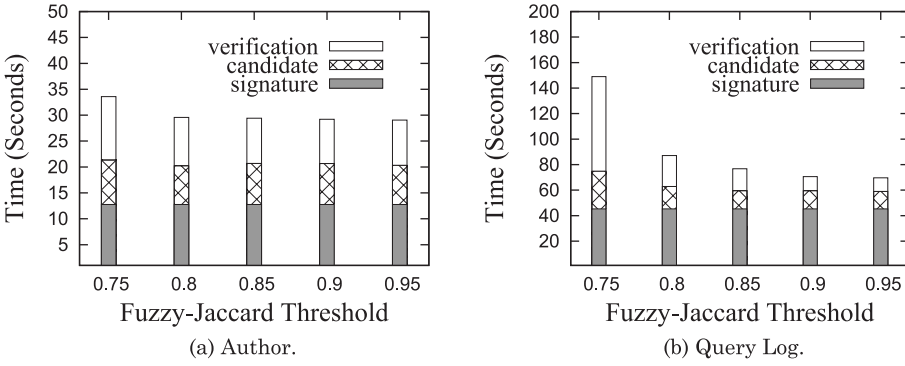 50
45
40
35
30
25
20
15
10
5
Time (Seconds)
verification
candidate
signature
0.75 0.8 0.85 0.9 0.95
Fuzzy-Jaccard Threshold
(a) Author.
200
180
160
140
120
100
80
60
40
20
Time (Seconds)
verification
candidate
signature
0.75 0.8 0.85 0.9 0.95
Fuzzy-Jaccard Threshold
(b) Query Log.